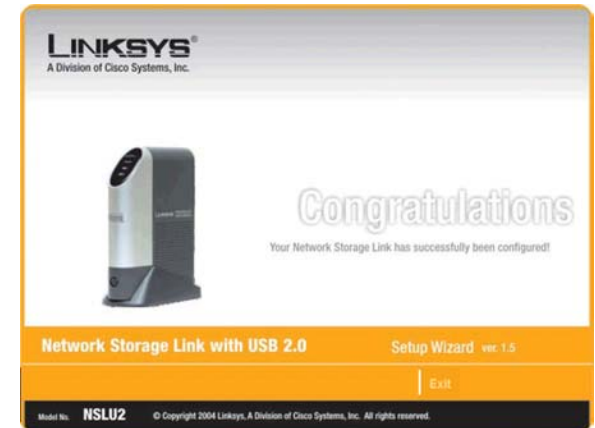 LINKSYS®
A Division of Cisco Systems, Inc.
Congratulations
Your Network Storage Link has successfully been configured!
Network Storage Link with USB 2.0
Setup Wizard ver. 1.5
Exit
Model No. NSLU2 © Copyright 2004 Linksys, A Division of Cisco Systems, Inc. All rights reserved.